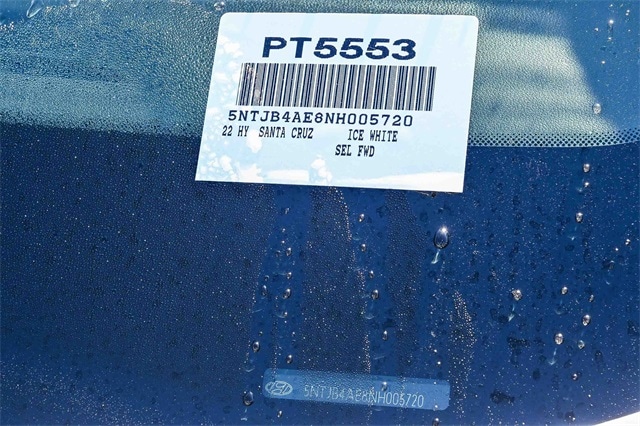 PT5553
5NTJB4AE8NH005720
22 HY SANTA CRUZ ICE WHITE
SEL FWD
5NTJB4AE8NH005720